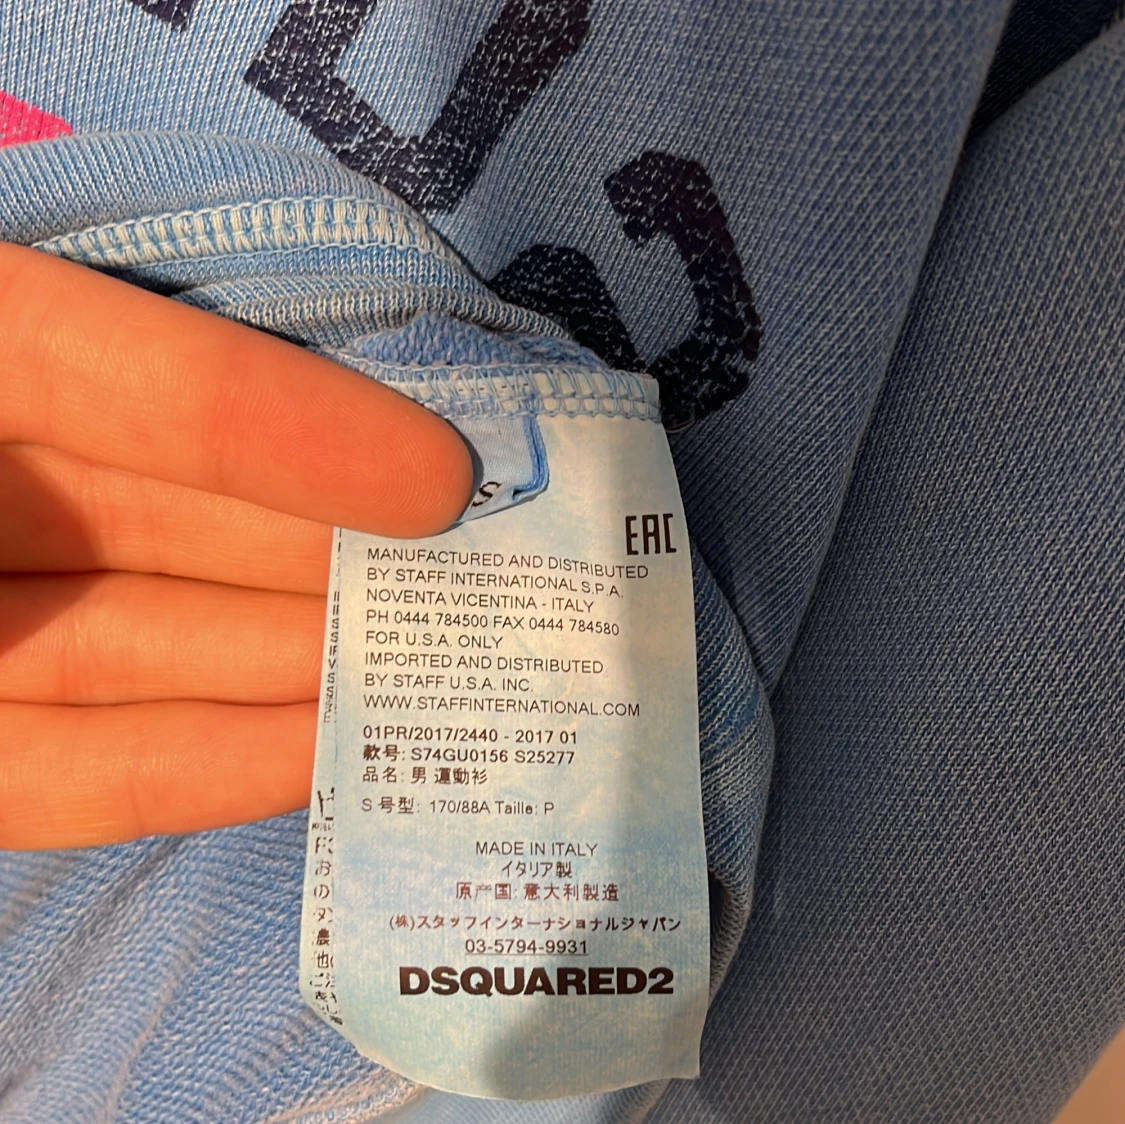 S
EAC
MANUFACTURED AND DISTRIBUTED
BY STAFF INTERNATIONAL S.P.A.
NOVENTA VICENTINA - ITALY
PH 0444 784500 FAX 0444 784580
FOR U.S.A. ONLY
IMPORTED AND DISTRIBUTED
BY STAFF U.S.A. INC.
WWW.STAFFINTERNATIONAL.COM
01PR/2017/2440 - 2017 01
款号: S74GU0156 S25277
品名: 男 運動衫
S 号型: 170/88A Taille: P
MADE IN ITALY
イタリア製
原产国: 意大利製造
(株)スタッフインターナショナルジャパン
03-5794-9931
DSQUARED2